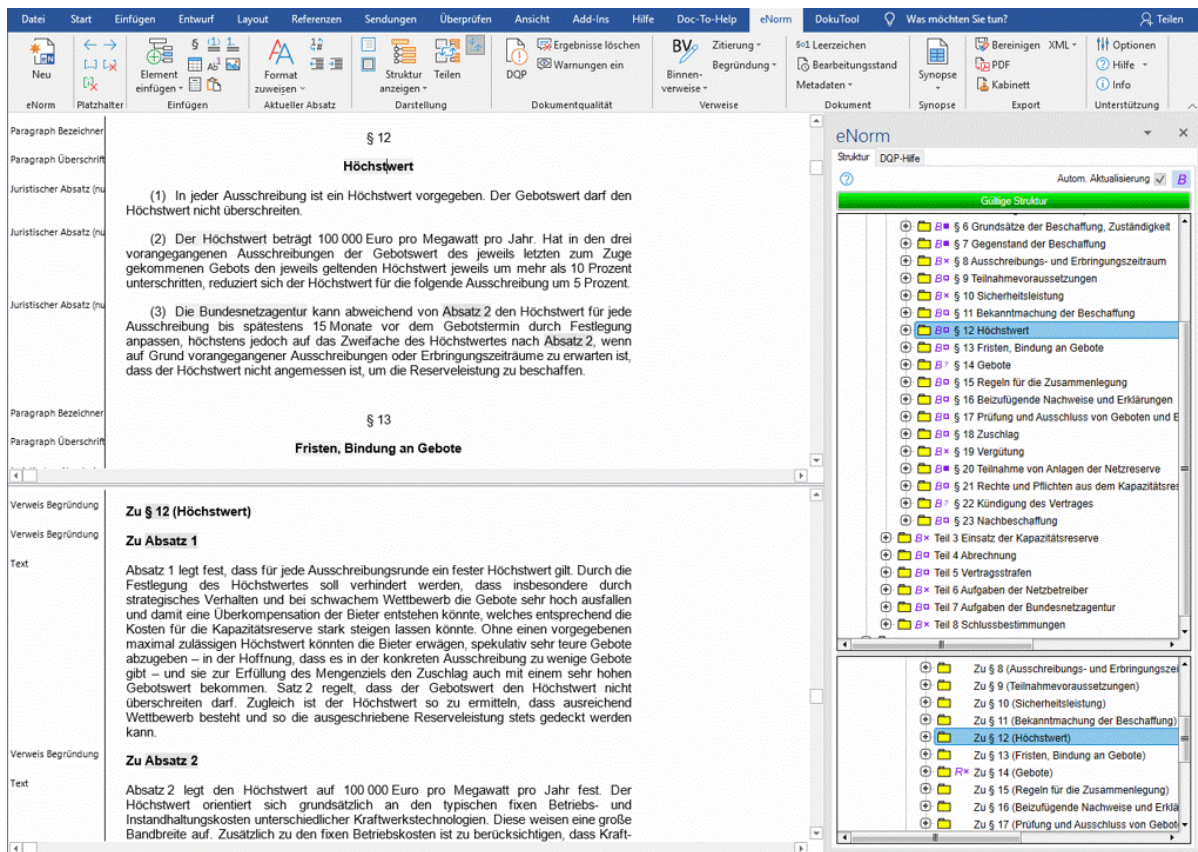 Datei Start Einfügen Entwurf Layout Referenzen Sendungen Überprüfen Ansicht Add-Ins Hilfe Doc-To-Help eNorm DokuTool Was möchten Sie tun? Teilen
Neu
eNorm
Platzhalter
Element
einfügen
Einfügen
Format
zuweisen
Aktueller Absatz
Struktur
anzeigen
Teilen
Darstellung
DQP
Ergebnisse löschen
Warnungen ein
Dokumentqualität
BV
Binnen-
verweise
Zitierung
Begründung
Verweise
Leerzeichen
Bearbeitungsstand
Metadaten
Dokument
Synopse
Synopse
Bereinigen XML
PDF
Kabinett
Export
Optionen
Hilfe
Info
Unterstützung
Paragraph Bezeichner
§ 12
Paragraph Überschrift
Höchstwert
Juristischer Absatz (nu
(1) In jeder Ausschreibung ist ein Höchstwert vorgegeben. Der Gebotswert darf den
Höchstwert nicht überschreiten.
Juristischer Absatz (nu
(2) Der Höchstwert beträgt 100 000 Euro pro Megawatt pro Jahr. Hat in den drei
vorangegangenen Ausschreibungen der Gebotswert des jeweils letzten zum Zuge
gekommenen Gebots den jeweils geltenden Höchstwert jeweils um mehr als 10 Prozent
unterschritten, reduziert sich der Höchstwert für die folgende Ausschreibung um 5 Prozent.
Juristischer Absatz (nu
(3) Die Bundesnetzagentur kann abweichend von Absatz 2 den Höchstwert für jede
Ausschreibung bis spätestens 15 Monate vor dem Gebotstermin durch Festlegung
anpassen, höchstens jedoch auf das Zweifache des Höchstwertes nach Absatz 2, wenn
auf Grund vorangegangener Ausschreibungen oder Erbringungszeiträume zu erwarten ist,
dass der Höchstwert nicht angemessen ist, um die Reserveleistung zu beschaffen.
Paragraph Bezeichner
§ 13
Paragraph Überschrift
Fristen, Bindung an Gebote
Verweis Begründung
Zu § 12 (Höchstwert)
Verweis Begründung
Zu Absatz 1
Text
Absatz 1 legt fest, dass für jede Ausschreibungsrunde ein fester Höchstwert gilt. Durch die
Festlegung des Höchstwertes soll verhindert werden, dass insbesondere durch
strategisches Verhalten und bei schwachem Wettbewerb die Gebote sehr hoch ausfallen
und damit eine Überkompensation der Bieter entstehen könnte, welches entsprechend die
Kosten für die Kapazitätsreserve stark steigen lassen könnte. Ohne einen vorgegebenen
maximal zulässigen Höchstwert könnten die Bieter erwägen, spekulativ sehr teure Gebote
abzugeben – in der Hoffnung, dass es in der konkreten Ausschreibung zu wenige Gebote
gibt – und sie zur Erfüllung des Mengenziels den Zuschlag auch mit einem sehr hohen
Gebotswert bekommen. Satz 2 regelt, dass der Gebotswert den Höchstwert nicht
überschreiten darf. Zugleich ist der Höchstwert so zu ermitteln, dass ausreichend
Wettbewerb besteht und so die ausgeschriebene Reserveleistung stets gedeckt werden
kann.
Verweis Begründung
Zu Absatz 2
Text
Absatz 2 legt den Höchstwert auf 100 000 Euro pro Megawatt pro Jahr fest. Der
Höchstwert orientiert sich grundsätzlich an den typischen fixen Betriebs- und
Instandhaltungskosten unterschiedlicher Kraftwerkstechnologien. Diese weisen eine große
Bandbreite auf. Zusätzlich zu den fixen Betriebskosten ist zu berücksichtigen, dass Kraft-
eNorm
Struktur DQP-Hilfe
Autom. Aktualisierung B
Gültige Struktur
B § 6 Grundsätze der Beschaffung, Zuständigkeit
B § 7 Gegenstand der Beschaffung
B § 8 Ausschreibungs- und Erbringungszeitraum
B § 9 Teilnahmevoraussetzungen
B § 10 Sicherheitsleistung
B § 11 Bekanntmachung der Beschaffung
B § 12 Höchstwert
B § 13 Fristen, Bindung an Gebote
B? § 14 Gebote
B § 15 Regeln für die Zusammenlegung
B § 16 Beizufügende Nachweise und Erklärungen
B § 17 Prüfung und Ausschluss von Geboten und E
B § 18 Zuschlag
B § 19 Vergütung
B § 20 Teilnahme von Anlagen der Netzreserve
B § 21 Rechte und Pflichten aus dem Kapazitätsres
B? § 22 Kündigung des Vertrages
B § 23 Nachbeschaffung
B Teil 3 Einsatz der Kapazitätsreserve
B Teil 4 Abrechnung
B Teil 5 Vertragsstrafen
B Teil 6 Aufgaben der Netzbetreiber
B Teil 7 Aufgaben der Bundesnetzagentur
B Teil 8 Schlussbestimmungen
Zu § 8 (Ausschreibungs- und Erbringungszei
Zu § 9 (Teilnahmevoraussetzungen)
Zu § 10 (Sicherheitsleistung)
Zu § 11 (Bekanntmachung der Beschaffung)
Zu § 12 (Höchstwert)
Zu § 13 (Fristen, Bindung an Gebote)
R Zu § 14 (Gebote)
Zu § 15 (Regeln für die Zusammenlegung)
Zu § 16 (Beizufügende Nachweise und Erklä
Zu § 17 (Prüfung und Ausschluss von Gebot